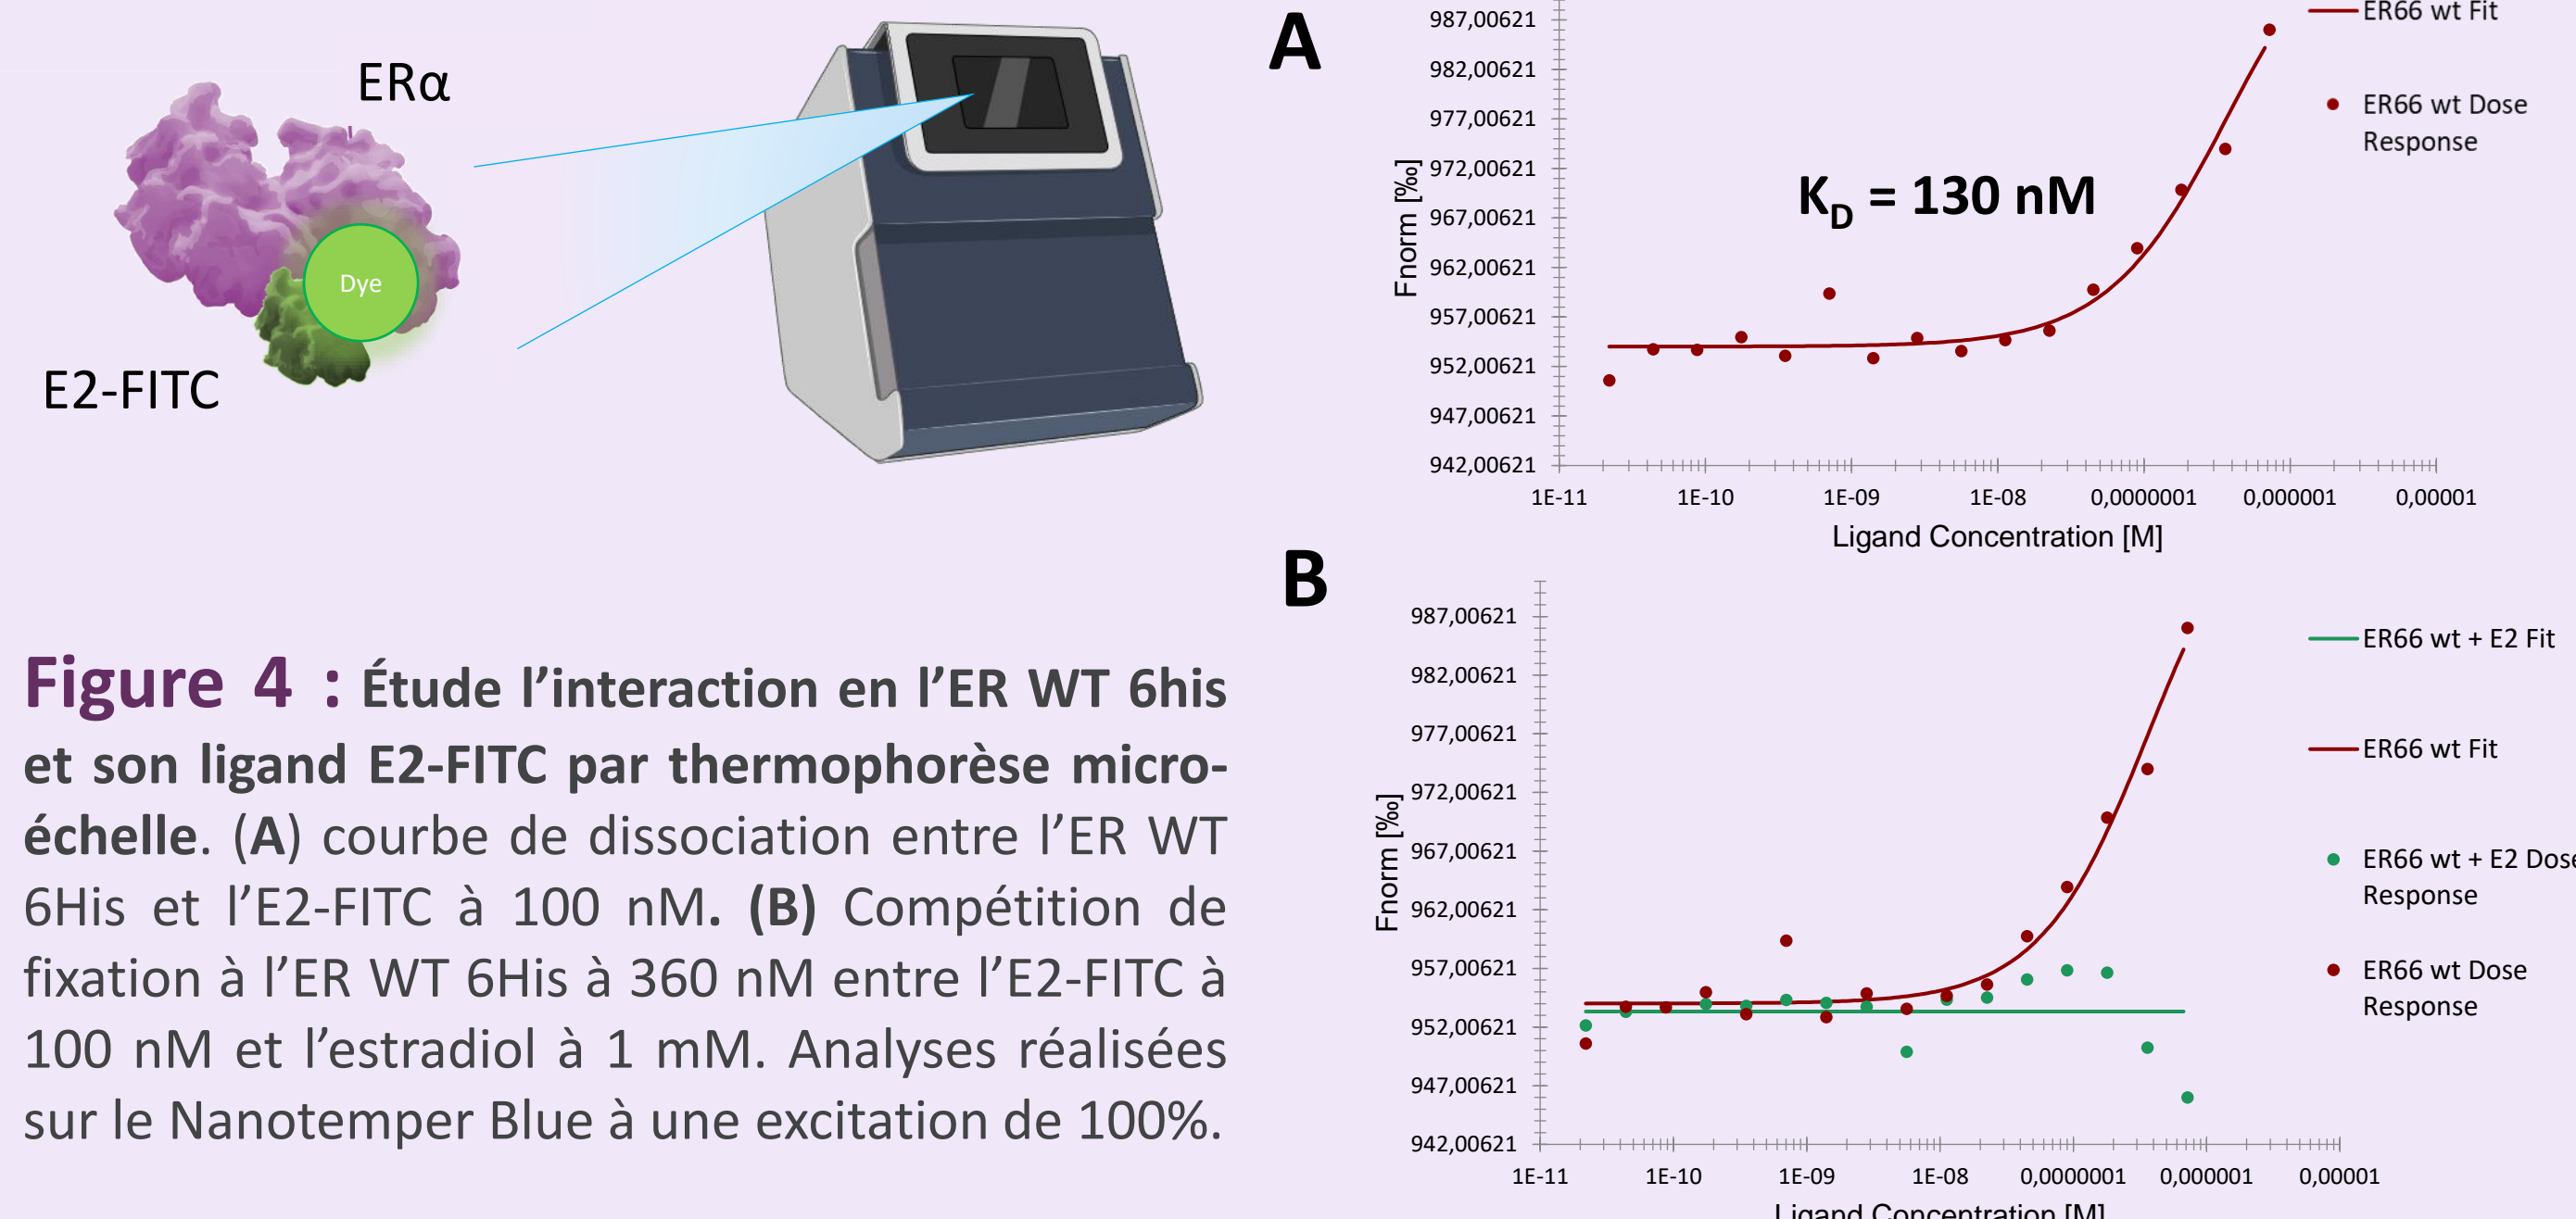 ERα
Dye
E2-FITC
Figure 4 : Étude l’interaction en l’ER WT 6his
et son ligand E2-FITC par thermophorèse micro-
échelle. (A) courbe de dissociation entre l’ER WT
6His et l’E2-FITC à 100 nM. (B) Compétition de
fixation à l’ER WT 6His à 360 nM entre l’E2-FITC à
100 nM et l’estradiol à 1 mM. Analyses réalisées
sur le Nanotemper Blue à une excitation de 100%.
A
Fnorm [‰]
987,00621
982,00621
977,00621
972,00621
967,00621
962,00621
957,00621
952,00621
947,00621
942,00621
K_D = 130 nM
1E-11 1E-10 1E-09 1E-08 0,0000001 0,000001 0,00001
Ligand Concentration [M]
ER66 wt Fit
ER66 wt Dose
Response
B
Fnorm [‰]
987,00621
982,00621
977,00621
972,00621
967,00621
962,00621
957,00621
952,00621
947,00621
942,00621
1E-11 1E-10 1E-09 1E-08 0,0000001 0,000001 0,00001
Ligand Concentration [M]
ER66 wt + E2 Fit
ER66 wt Fit
ER66 wt + E2 Dose
Response
ER66 wt Dose
Response